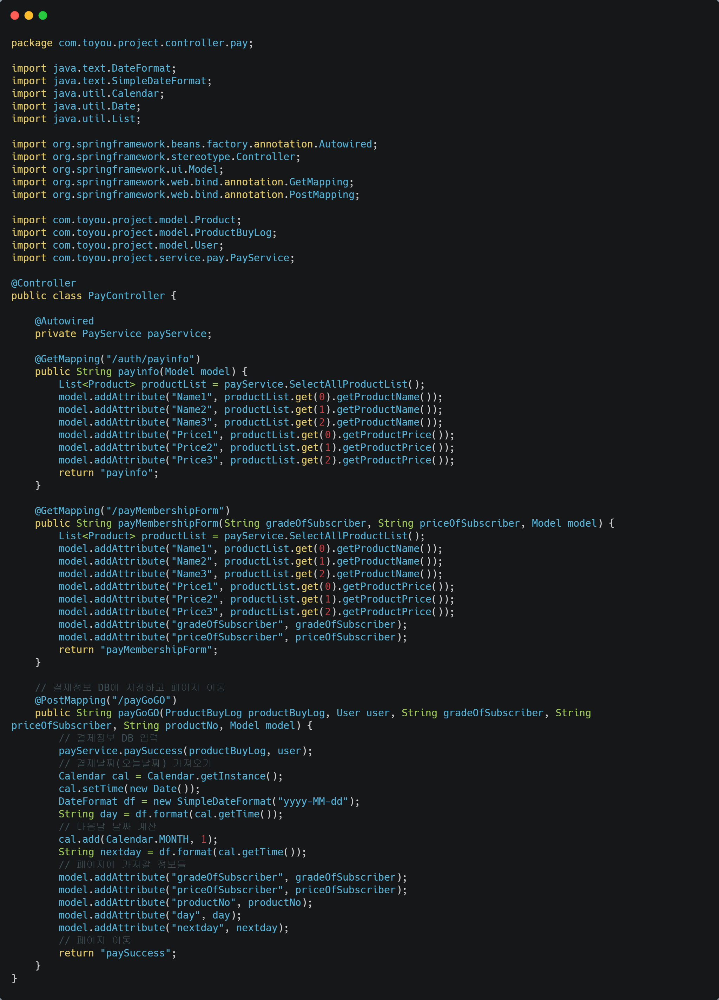 package com.toyou.project.controller.pay;

import java.text.DateFormat;
import java.text.SimpleDateFormat;
import java.util.Calendar;
import java.util.Date;
import java.util.List;

import org.springframework.beans.factory.annotation.Autowired;
import org.springframework.stereotype.Controller;
import org.springframework.ui.Model;
import org.springframework.web.bind.annotation.GetMapping;
import org.springframework.web.bind.annotation.PostMapping;

import com.toyou.project.model.Product;
import com.toyou.project.model.ProductBuyLog;
import com.toyou.project.model.User;
import com.toyou.project.service.pay.PayService;

@Controller
public class PayController {

    @Autowired
    private PayService payService;

    @GetMapping("/auth/payinfo")
    public String payinfo(Model model) {
        List<Product> productList = payService.SelectAllProductList();
        model.addAttribute("Name1", productList.get(0).getProductName());
        model.addAttribute("Name2", productList.get(1).getProductName());
        model.addAttribute("Name3", productList.get(2).getProductName());
        model.addAttribute("Price1", productList.get(0).getProductPrice());
        model.addAttribute("Price2", productList.get(1).getProductPrice());
        model.addAttribute("Price3", productList.get(2).getProductPrice());
        return "payinfo";
    }

    @GetMapping("/payMembershipForm")
    public String payMembershipForm(String gradeOfSubscriber, String priceOfSubscriber, Model model) {
        List<Product> productList = payService.SelectAllProductList();
        model.addAttribute("Name1", productList.get(0).getProductName());
        model.addAttribute("Name2", productList.get(1).getProductName());
        model.addAttribute("Name3", productList.get(2).getProductName());
        model.addAttribute("Price1", productList.get(0).getProductPrice());
        model.addAttribute("Price2", productList.get(1).getProductPrice());
        model.addAttribute("Price3", productList.get(2).getProductPrice());
        model.addAttribute("gradeOfSubscriber", gradeOfSubscriber);
        model.addAttribute("priceOfSubscriber", priceOfSubscriber);
        return "payMembershipForm";
    }

    // 결제정보 DB에 저장하고 페이지 이동
    @PostMapping("/payGoGO")
    public String payGoGO(ProductBuyLog productBuyLog, User user, String gradeOfSubscriber, String
priceOfSubscriber, String productNo, Model model) {
        // 결제정보 DB 입력
        payService.paySuccess(productBuyLog, user);
        // 결제날짜(오늘날짜) 가져오기
        Calendar cal = Calendar.getInstance();
        cal.setTime(new Date());
        DateFormat df = new SimpleDateFormat("yyyy-MM-dd");
        String day = df.format(cal.getTime());
        // 다음달 날짜 계산
        cal.add(Calendar.MONTH, 1);
        String nextday = df.format(cal.getTime());
        // 페이지에 가져갈 정보들
        model.addAttribute("gradeOfSubscriber", gradeOfSubscriber);
        model.addAttribute("priceOfSubscriber", priceOfSubscriber);
        model.addAttribute("productNo", productNo);
        model.addAttribute("day", day);
        model.addAttribute("nextday", nextday);
        // 페이지 이동
        return "paySuccess";
    }
}